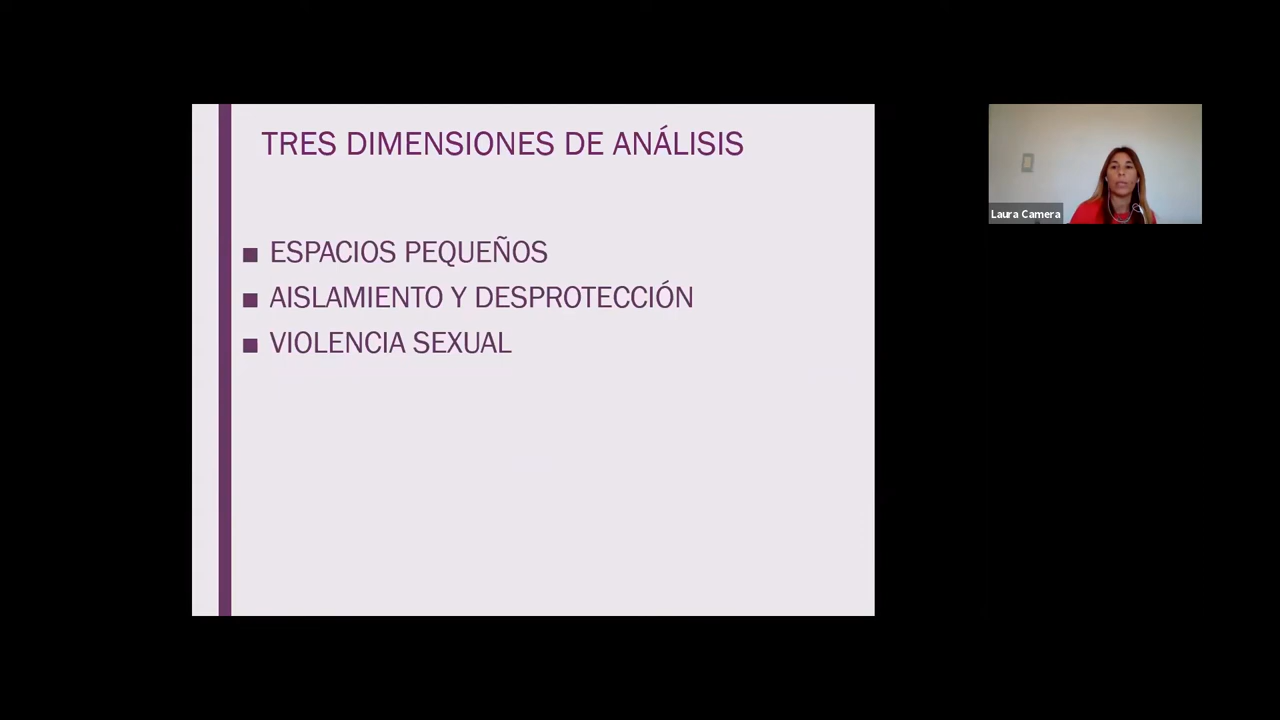 TRES DIMENSIONES DE ANÁLISIS
■ ESPACIOS PEQUEÑOS
■ AISLAMIENTO Y DESPROTECCIÓN
■ VIOLENCIA SEXUAL
Laura Camera